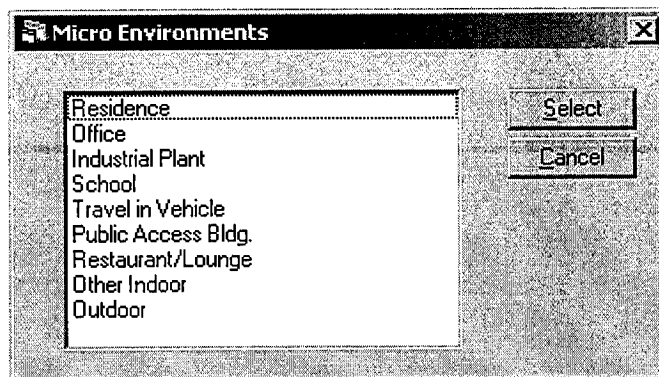 Micro Environments
Residence
Office
Industrial Plant
School
Travel in Vehicle
Public Access Bldg.
Restaurant/Lounge
Other Indoor
Outdoor
Select
Cancel